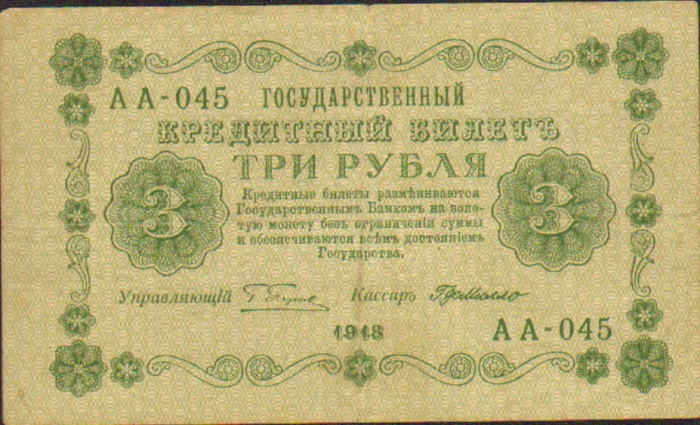 АА-045 ГОСУДАРСТВЕННЫЙ
КРЕДИТНЫЙ БИЛЕТЪ
ТРИ РУБЛЯ
3
3
Кредитные билеты размѣниваются
Государственнымъ Банкомъ на золо-
тую монету безъ ограниченія суммы
и обезпечиваются всѣмъ достояніемъ
Государства.
Управляющій
Кассиръ
1918
АА-045